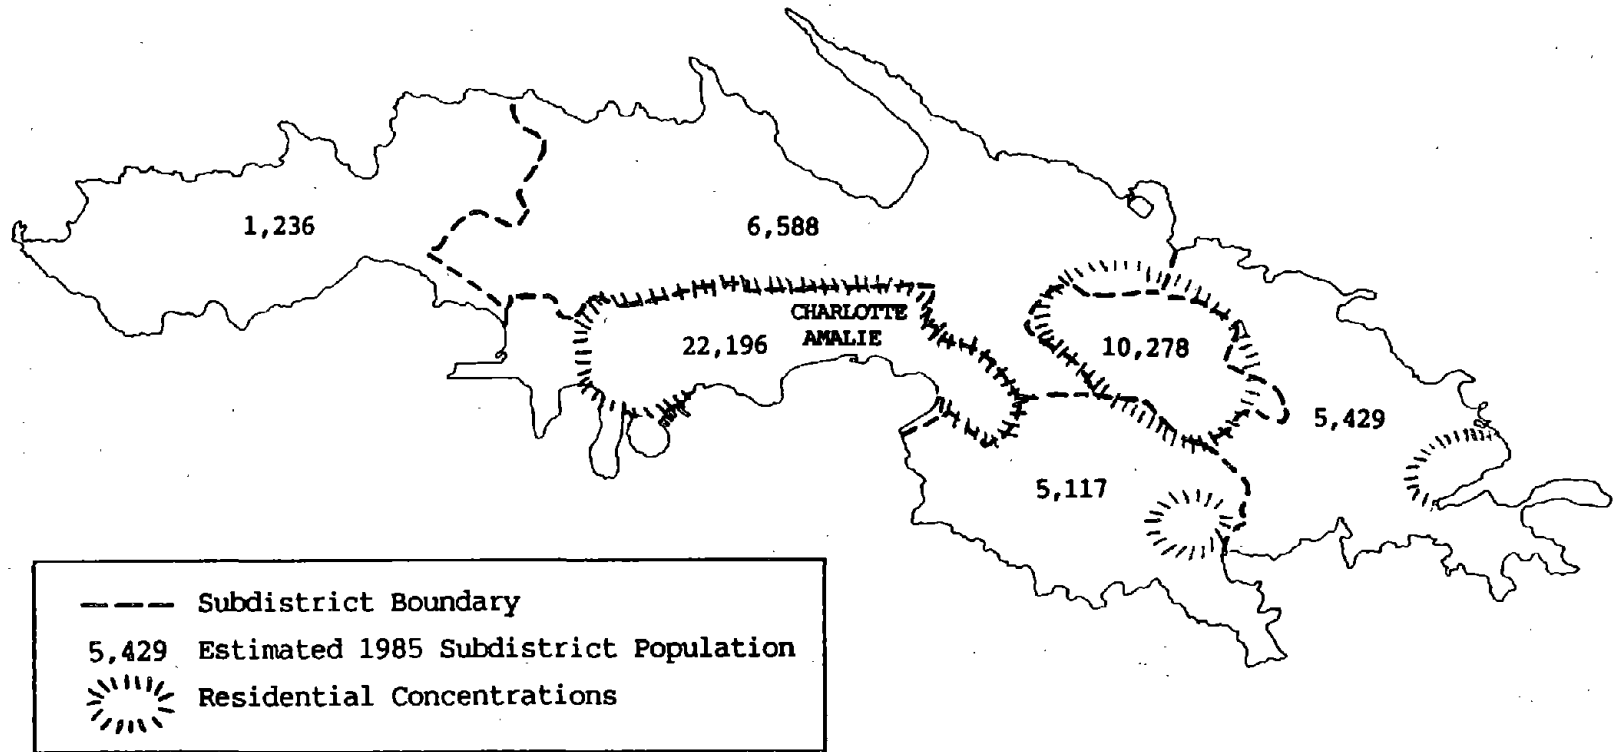 1,236
6,588
CHARLOTTE
AMALIE
22,196
10,278
5,429
5,117
Subdistrict Boundary
5,429 Estimated 1985 Subdistrict Population
Residential Concentrations